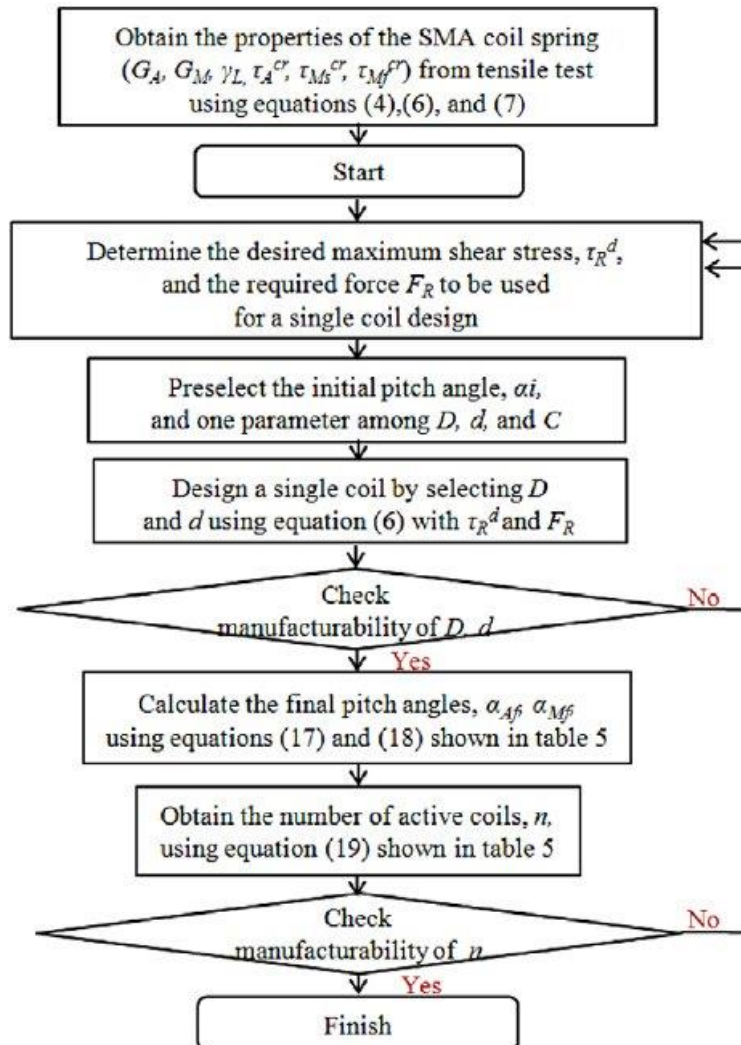 Obtain the properties of the SMA coil spring
(G_A, G_M, γ_L, τ_A^cr, τ_Ms^cr, τ_Mf^cr) from tensile test
using equations (4),(6), and (7)
Start
Determine the desired maximum shear stress, τ_R^d,
and the required force F_R to be used
for a single coil design
Preselect the initial pitch angle, αi,
and one parameter among D, d, and C
Design a single coil by selecting D
and d using equation (6) with τ_R^d and F_R
Check
manufacturability of D, d
No
Yes
Calculate the final pitch angles, α_Af, α_Mf,
using equations (17) and (18) shown in table 5
Obtain the number of active coils, n,
using equation (19) shown in table 5
Check
manufacturability of n
No
Yes
Finish